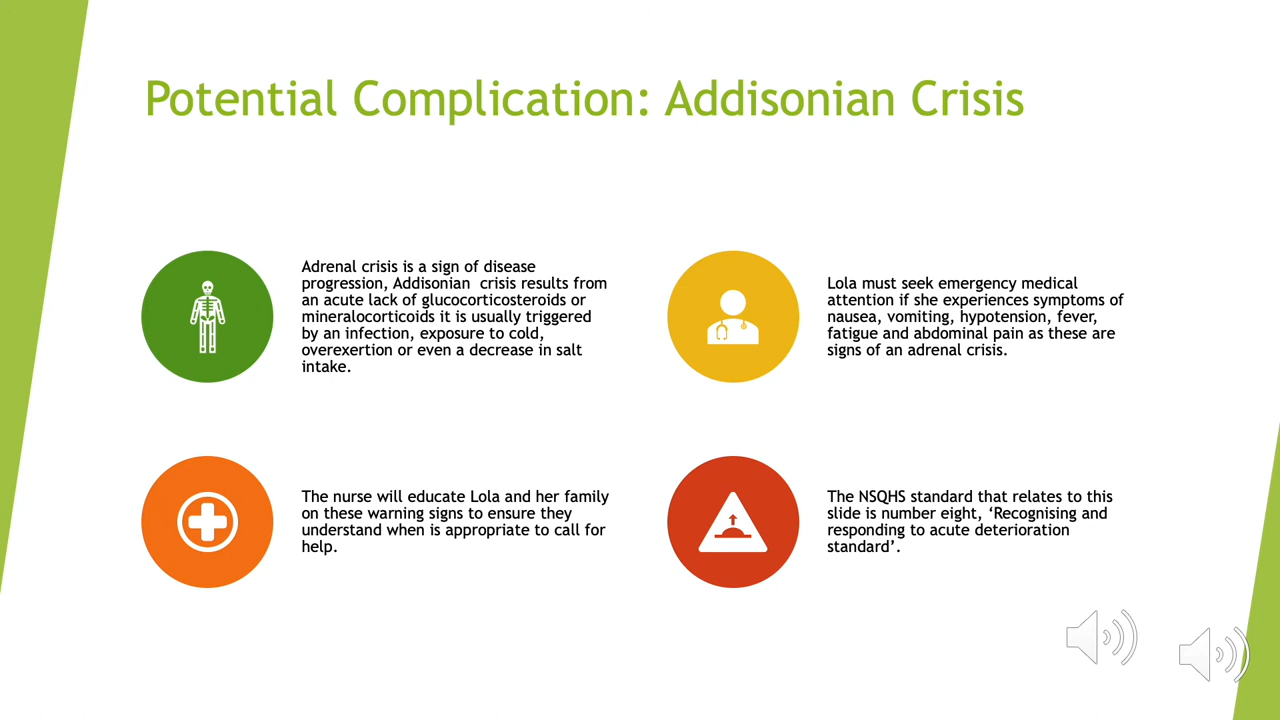 Potential Complication: Addisonian Crisis
Adrenal crisis is a sign of disease
progression, Addisonian  crisis results from
an acute lack of glucocorticosteroids or
mineralocorticoids it is usually triggered
by an infection, exposure to cold,
overexertion or even a decrease in salt
intake.
Lola must seek emergency medical
attention if she experiences symptoms of
nausea, vomiting, hypotension, fever,
fatigue and abdominal pain as these are
signs of an adrenal crisis.
The nurse will educate Lola and her family
on these warning signs to ensure they
understand when is appropriate to call for
help.
The NSQHS standard that relates to this
slide is number eight, ‘Recognising and
responding to acute deterioration
standard’.